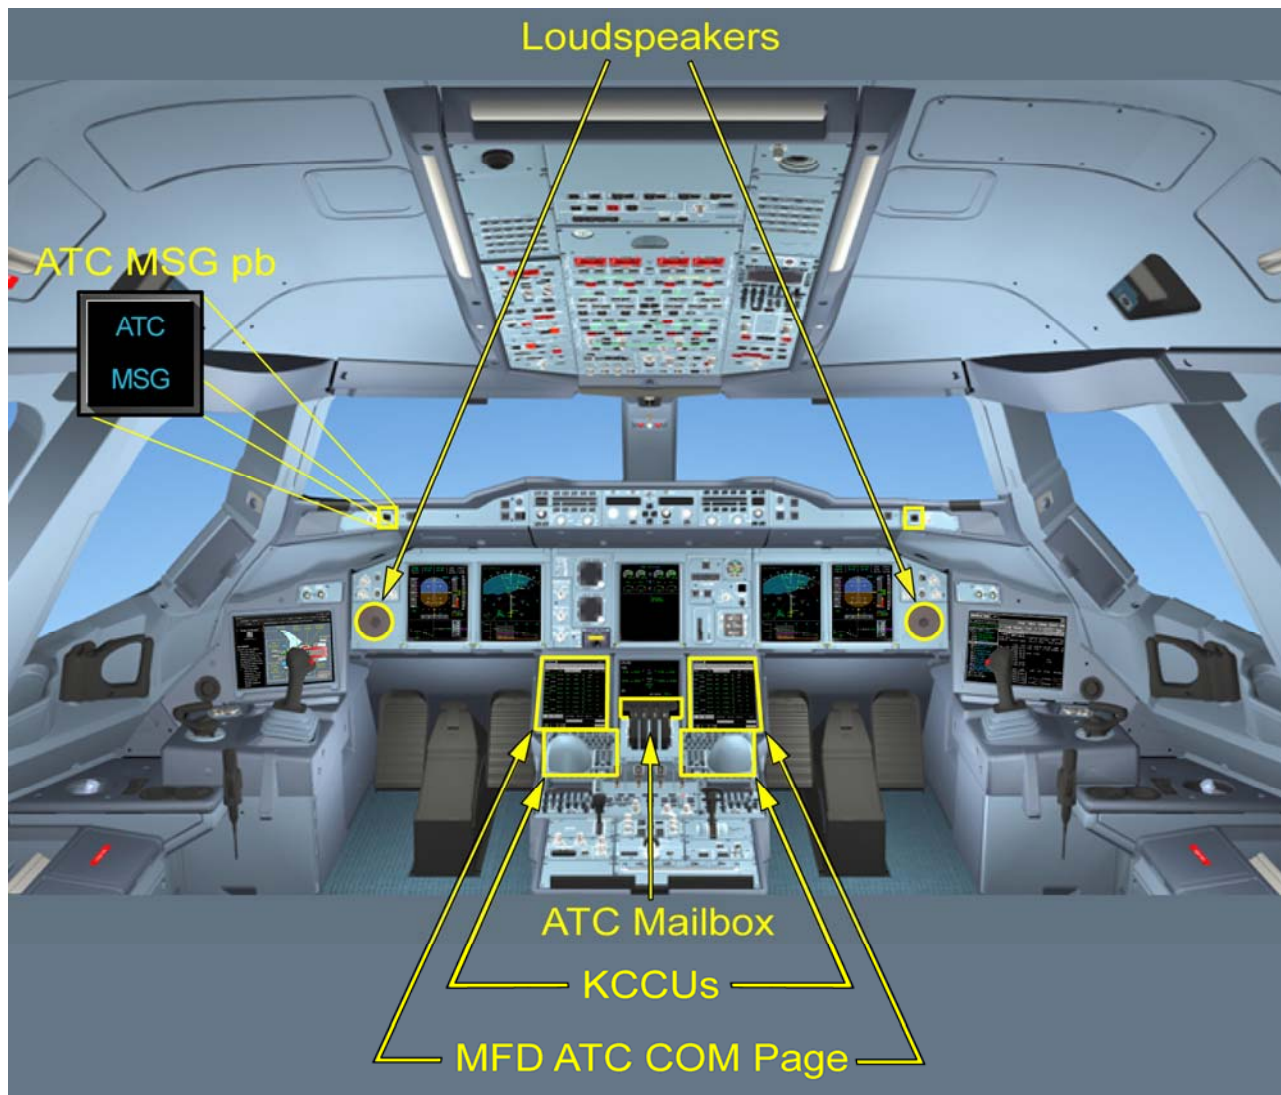 Loudspeakers
ATC MSG pb
ATC
MSG
ATC Mailbox
KCCUs
MFD ATC COM Page